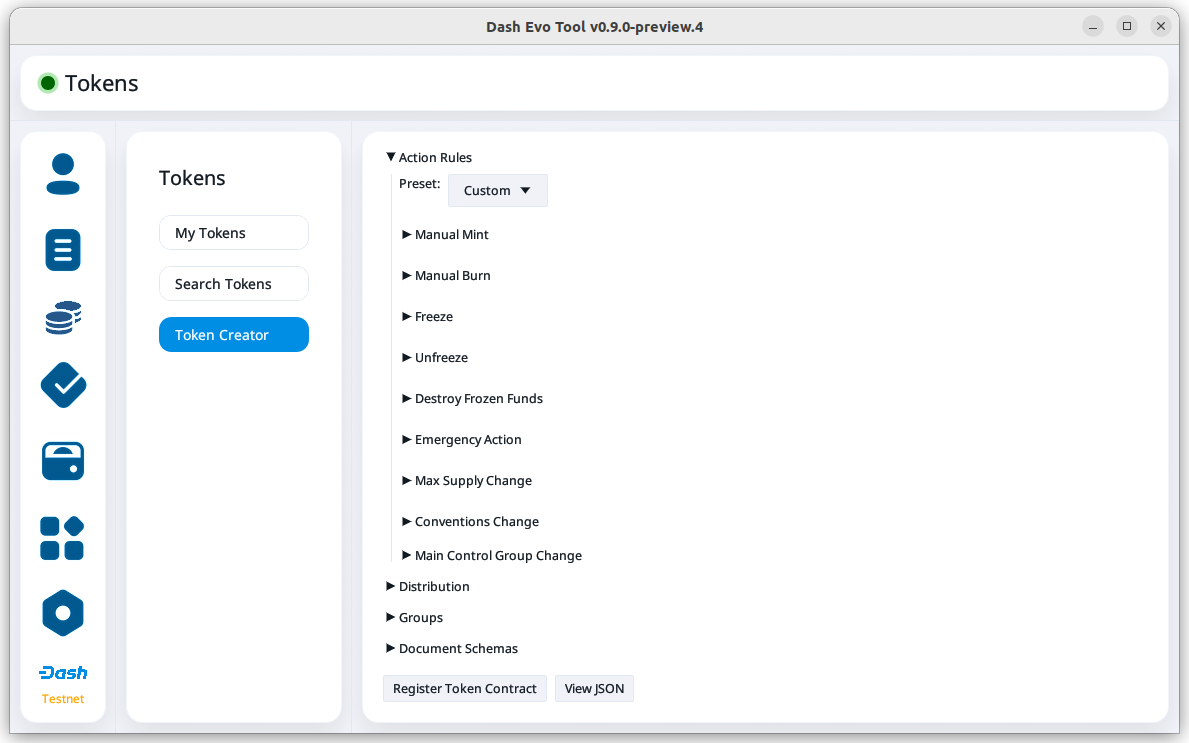 Dash Evo Tool v0.9.0-preview.4
Tokens
Tokens
My Tokens
Search Tokens
Token Creator
Dash
Testnet
Action Rules
Preset: Custom
Manual Mint
Manual Burn
Freeze
Unfreeze
Destroy Frozen Funds
Emergency Action
Max Supply Change
Conventions Change
Main Control Group Change
Distribution
Groups
Document Schemas
Register Token Contract View JSON